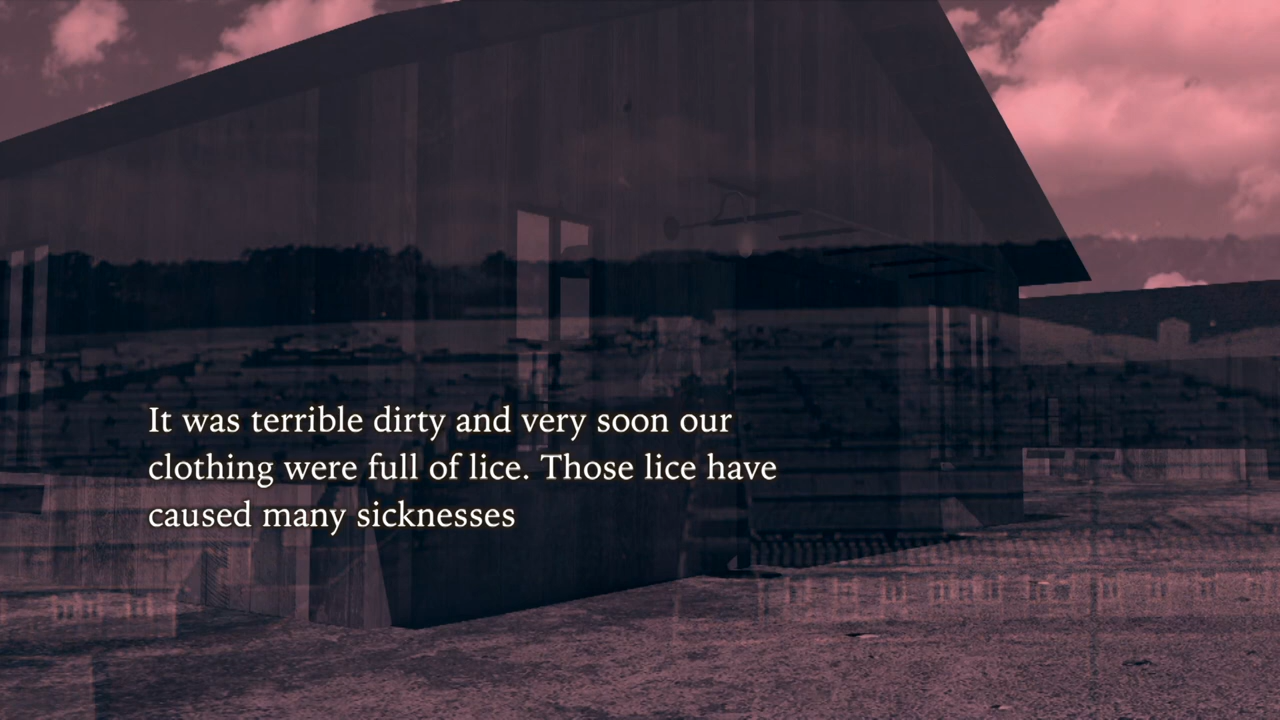 It was terrible dirty and very soon our
clothing were full of lice. Those lice have
caused many sicknesses